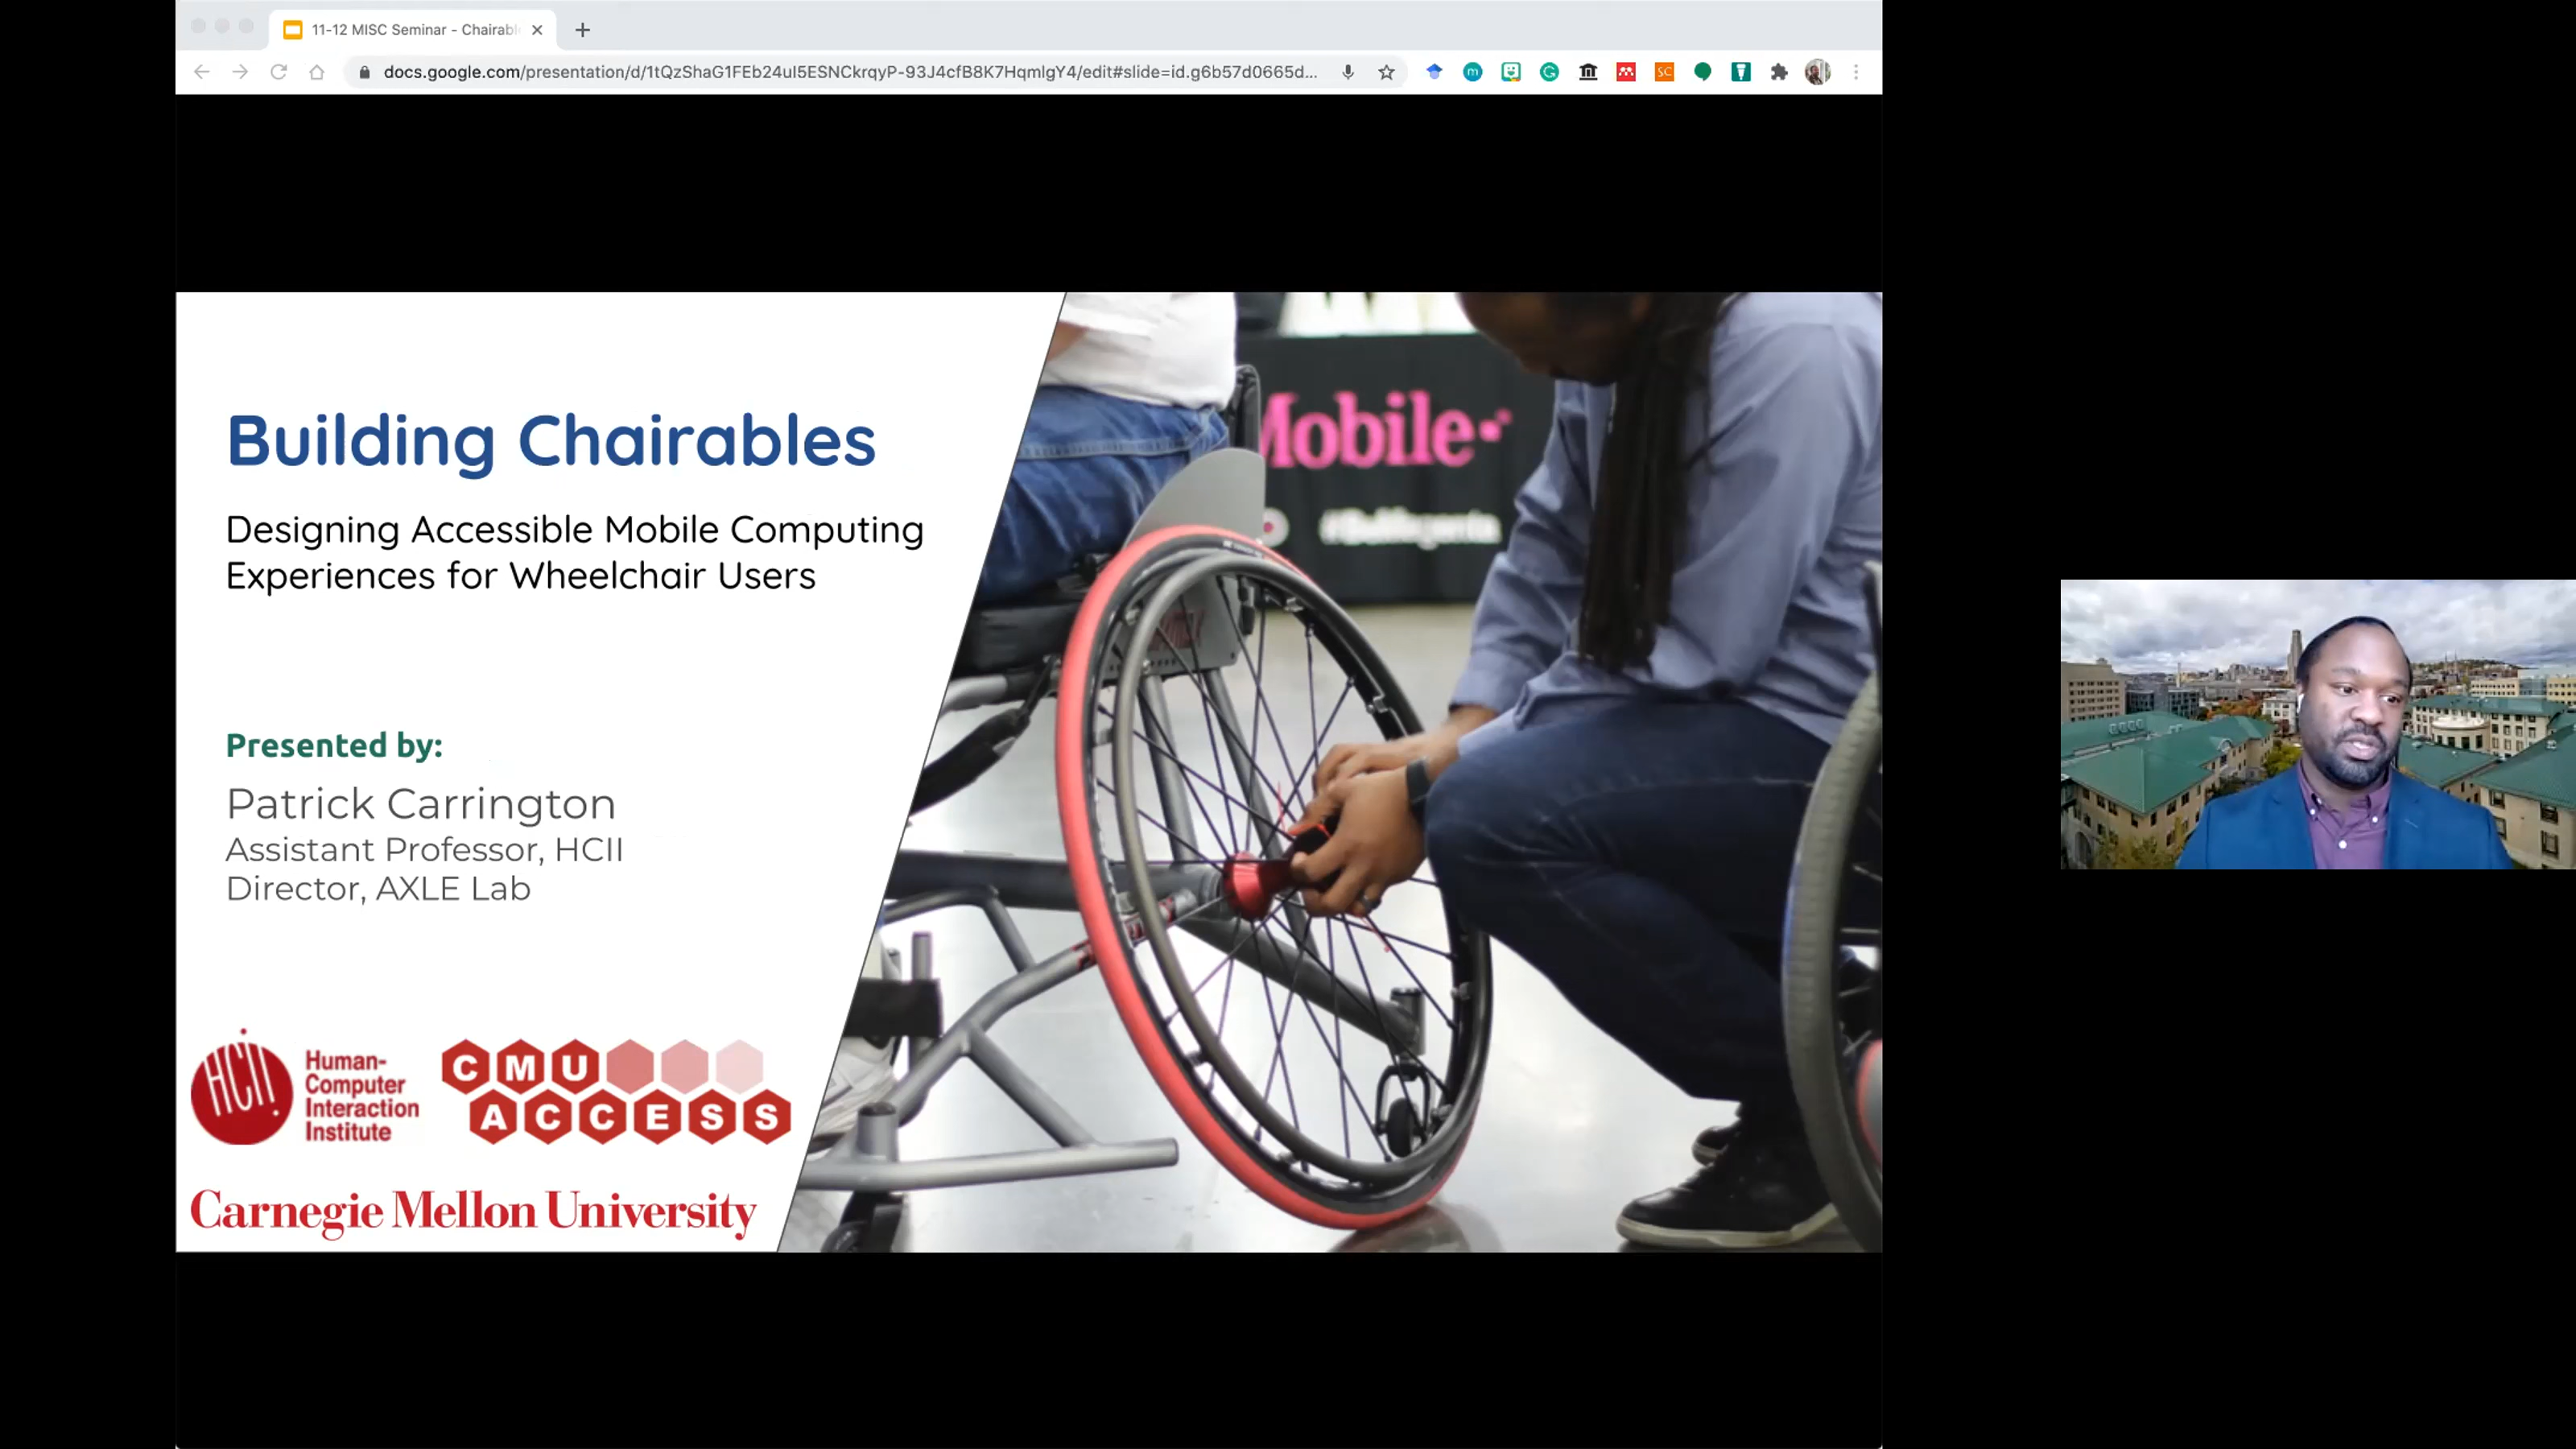 11-12 MISC Seminar - Chairabl
docs.google.com/presentation/d/1tQzShaG1FEb24uI5ESNCkrqyP-93J4cfB8K7HqmlgY4/edit#slide=id.g6b57d0665d...
Building Chairables
Designing Accessible Mobile Computing
Experiences for Wheelchair Users
Presented by:
Patrick Carrington
Assistant Professor, HCII
Director, AXLE Lab
HCII
Human-
Computer
Interaction
Institute
CMU
ACCESS
Carnegie Mellon University
Mobile